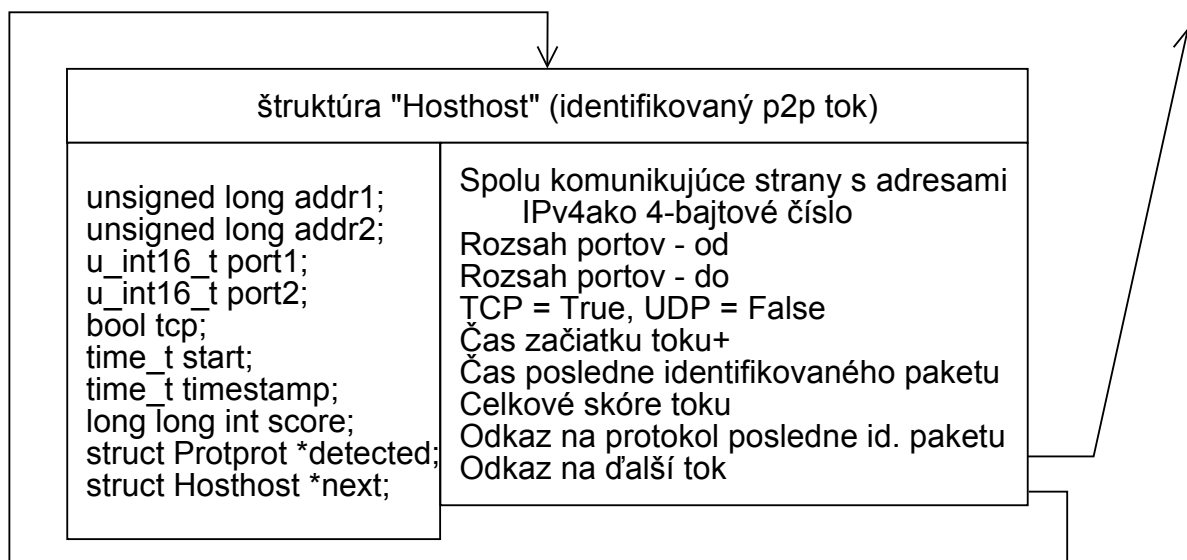 štruktúra "Hosthost" (identifikovaný p2p tok)
unsigned long addr1;
unsigned long addr2;
u_int16_t port1;
u_int16_t port2;
bool tcp;
time_t start;
time_t timestamp;
long long int score;
struct Protprot *detected;
struct Hosthost *next;
Spolu komunikujúce strany s adresami
IPv4ako 4-bajtové číslo
Rozsah portov - od
Rozsah portov - do
TCP = True, UDP = False
Čas začiatku toku+
Čas posledne identifikovaného paketu
Celkové skóre toku
Odkaz na protokol posledne id. paketu
Odkaz na ďalší tok